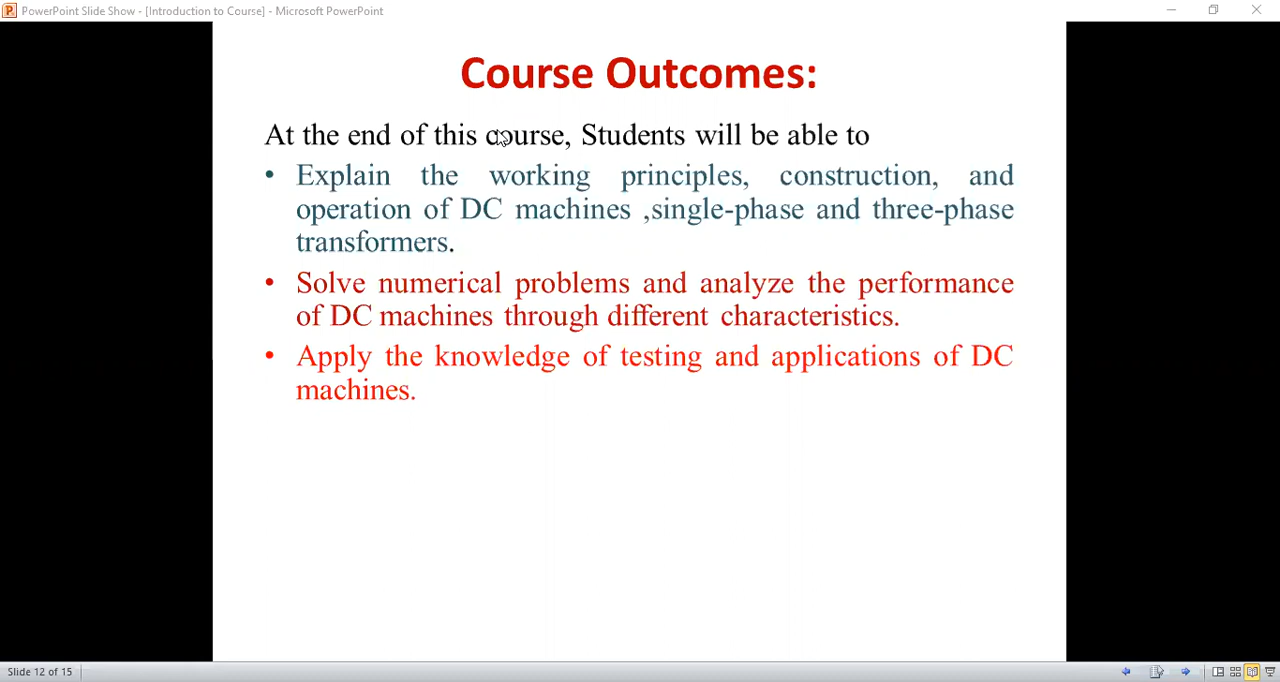 PowerPoint Slide Show - [Introduction to Course] - Microsoft PowerPoint
Course Outcomes:
At the end of this course, Students will be able to
• Explain the working principles, construction, and
operation of DC machines ,single-phase and three-phase
transformers.
• Solve numerical problems and analyze the performance
of DC machines through different characteristics.
• Apply the knowledge of testing and applications of DC
machines.
Slide 12 of 15